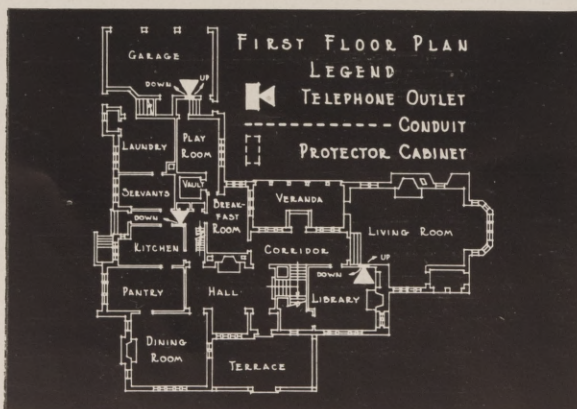 FIRST FLOOR PLAN
LEGEND
TELEPHONE OUTLET
CONDUIT
PROTECTOR CABINET
GARAGE
DOWN
UP
LAUNDRY
PLAY
ROOM
SERVANTS
VAULT
DOWN
BREAK-
FAST
ROOM
VERANDA
LIVING ROOM
KITCHEN
CORRIDOR
UP
DOWN
PANTRY
HALL
LIBRARY
DINING
ROOM
TERRACE